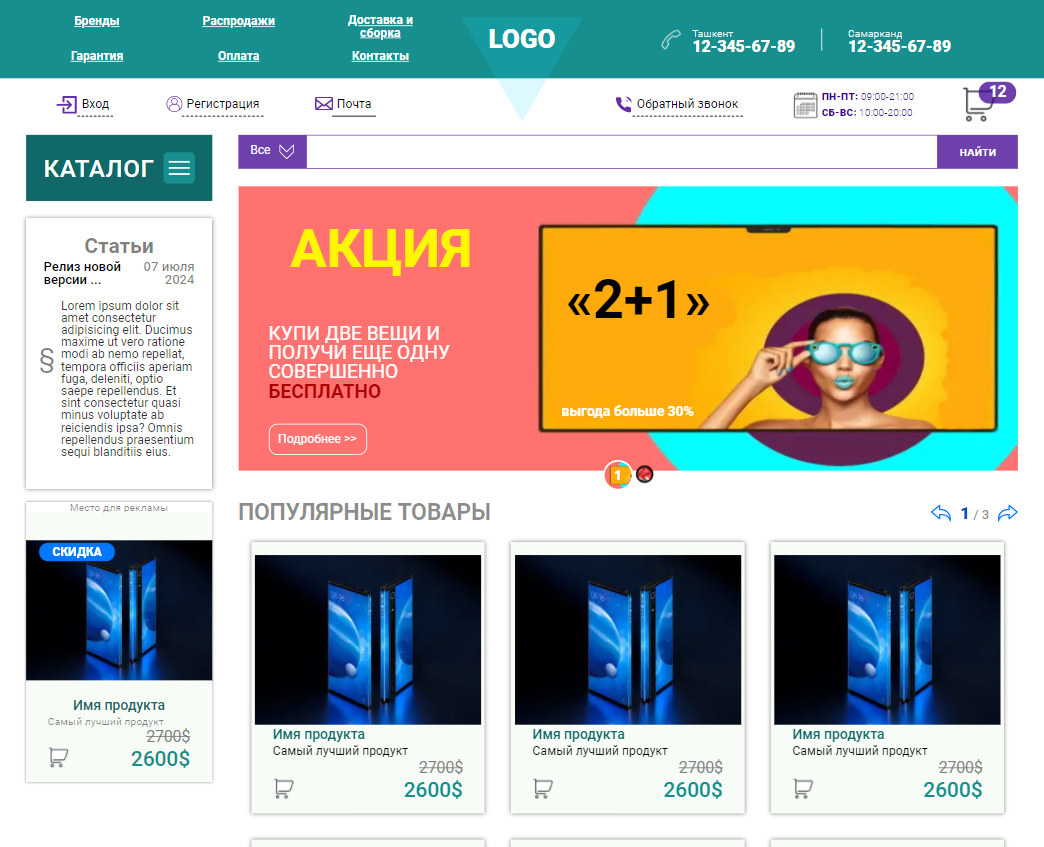 Бренды
Распродажи
Доставка и
сборка
Гарантия
Оплата
Контакты
LOGO
Ташкент
12-345-67-89
Самарканд
12-345-67-89
Вход
Регистрация
Почта
Обратный звонок
ПН-ПТ: 09:00-21:00
СБ-ВС: 10:00-20:00
12
КАТАЛОГ
Все
НАЙТИ
Статьи
Релиз новой
версии ...
07 июля
2024
§
Lorem ipsum dolor sit
amet consectetur
adipisicing elit. Ducimus
maxime ut vero ratione
modi ab nemo repellat,
tempora officiis aperiam
fuga, deleniti, optio
saepe repellendus. Et
sint consectetur quasi
minus voluptate ab
reiciendis ipsa? Omnis
repellendus praesentium
sequi blanditiis eius.
АКЦИЯ
КУПИ ДВЕ ВЕЩИ И
ПОЛУЧИ ЕЩЕ ОДНУ
СОВЕРШЕННО
БЕСПЛАТНО
Подробнее >>
«2+1»
выгода больше 30%
1
Место для рекламы
СКИДКА
Имя продукта
Самый лучший продукт
2700$
2600$
ПОПУЛЯРНЫЕ ТОВАРЫ
1 / 3
Имя продукта
Самый лучший продукт
2700$
2600$
Имя продукта
Самый лучший продукт
2700$
2600$
Имя продукта
Самый лучший продукт
2700$
2600$